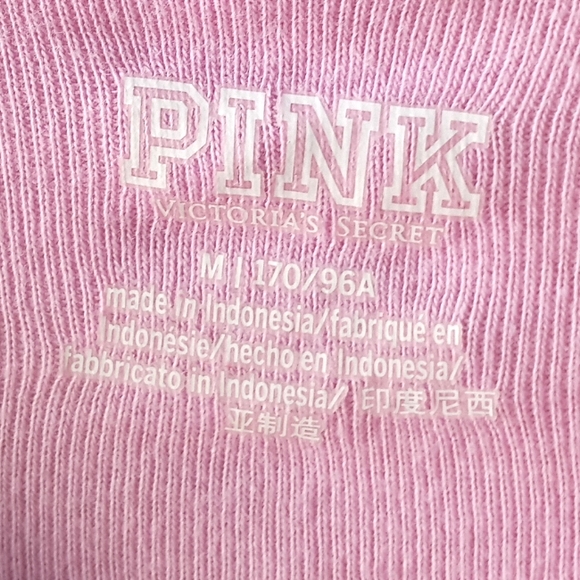 PINK
VICTORIA'S SECRET
M | 170/96A
made in Indonesia/fabriqué en
Indonésie/hecho en Indonesia/
fabbricato in Indonesia/ 印度尼西
亚制造